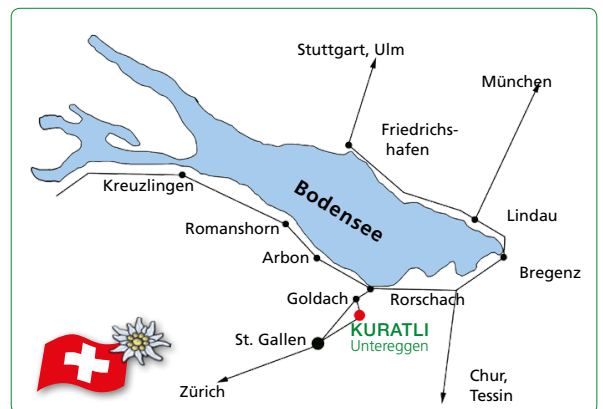 Stuttgart, Ulm
München
Friedrichs-
hafen
Kreuzlingen
Bodensee
Romanshorn
Lindau
Arbon
Bregenz
Goldach
Rorschach
KURATLI
Untereggen
St. Gallen
Zürich
Chur,
Tessin